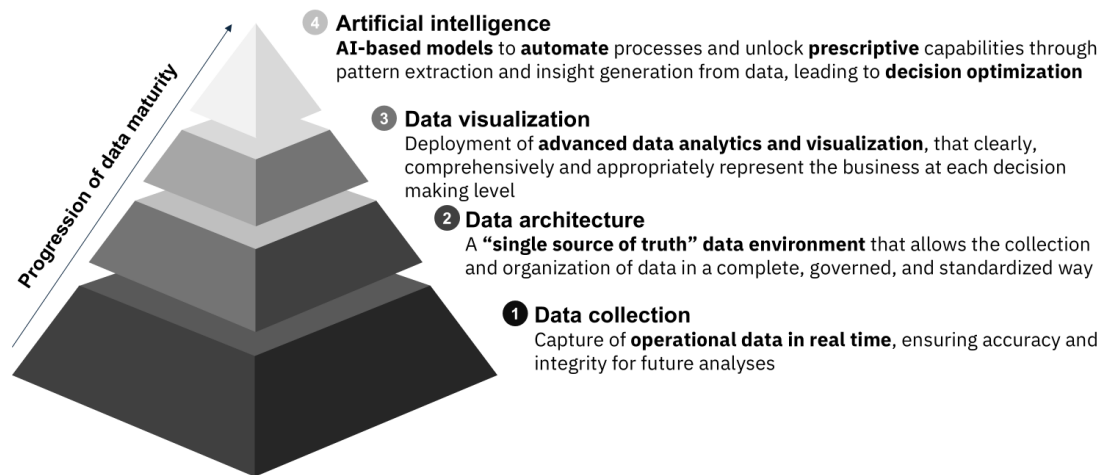 Progression of data maturity
4 Artificial intelligence
AI-based models to automate processes and unlock prescriptive capabilities through
pattern extraction and insight generation from data, leading to decision optimization
3 Data visualization
Deployment of advanced data analytics and visualization, that clearly,
comprehensively and appropriately represent the business at each decision
making level
2 Data architecture
A “single source of truth” data environment that allows the collection
and organization of data in a complete, governed, and standardized way
1 Data collection
Capture of operational data in real time, ensuring accuracy and
integrity for future analyses